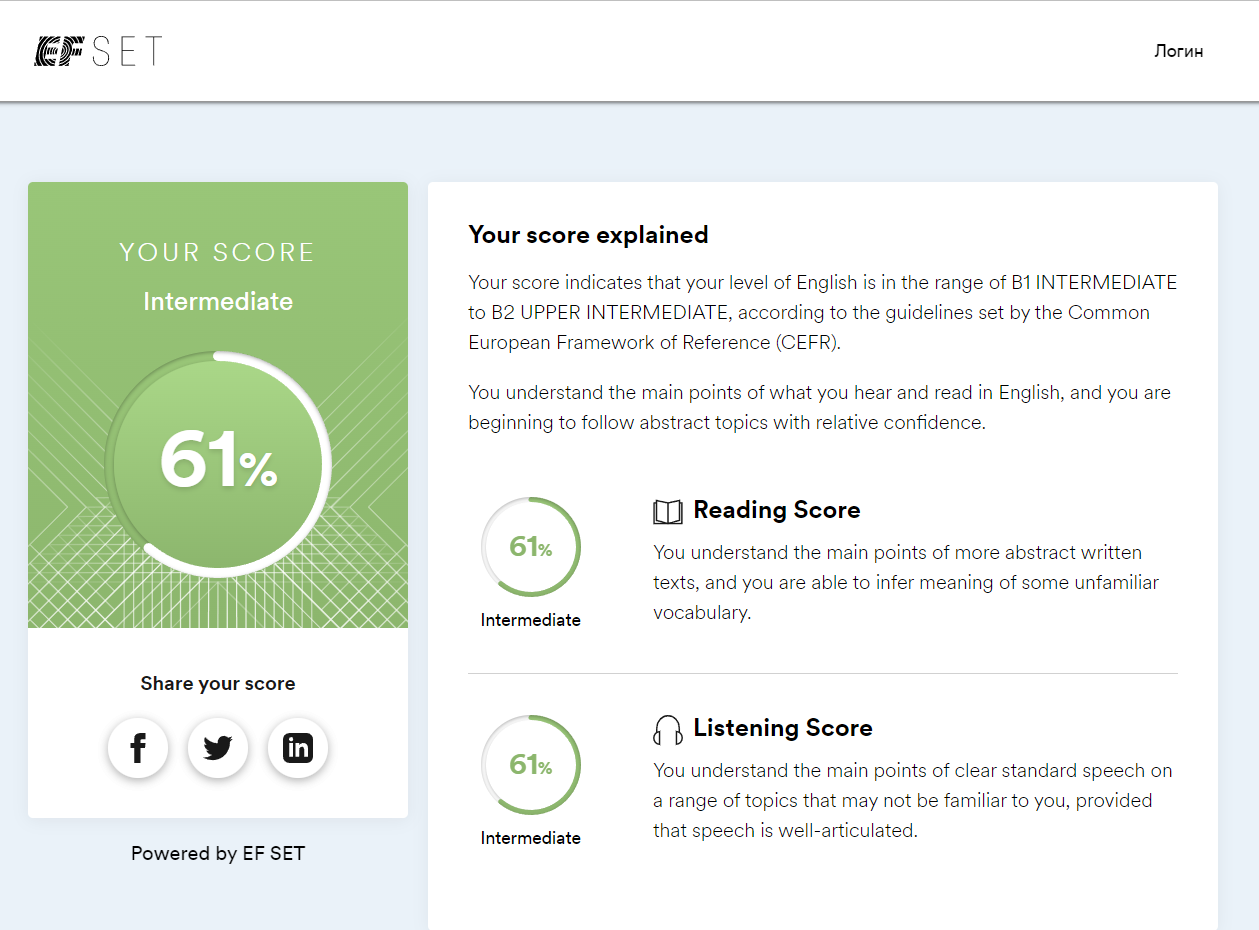 EF SET
Логин
YOUR SCORE
Intermediate
61%
Share your score
Powered by EF SET
Your score explained
Your score indicates that your level of English is in the range of B1 INTERMEDIATE
to B2 UPPER INTERMEDIATE, according to the guidelines set by the Common
European Framework of Reference (CEFR).
You understand the main points of what you hear and read in English, and you are
beginning to follow abstract topics with relative confidence.
61%
Intermediate
Reading Score
You understand the main points of more abstract written
texts, and you are able to infer meaning of some unfamiliar
vocabulary.
61%
Intermediate
Listening Score
You understand the main points of clear standard speech on
a range of topics that may not be familiar to you, provided
that speech is well-articulated.